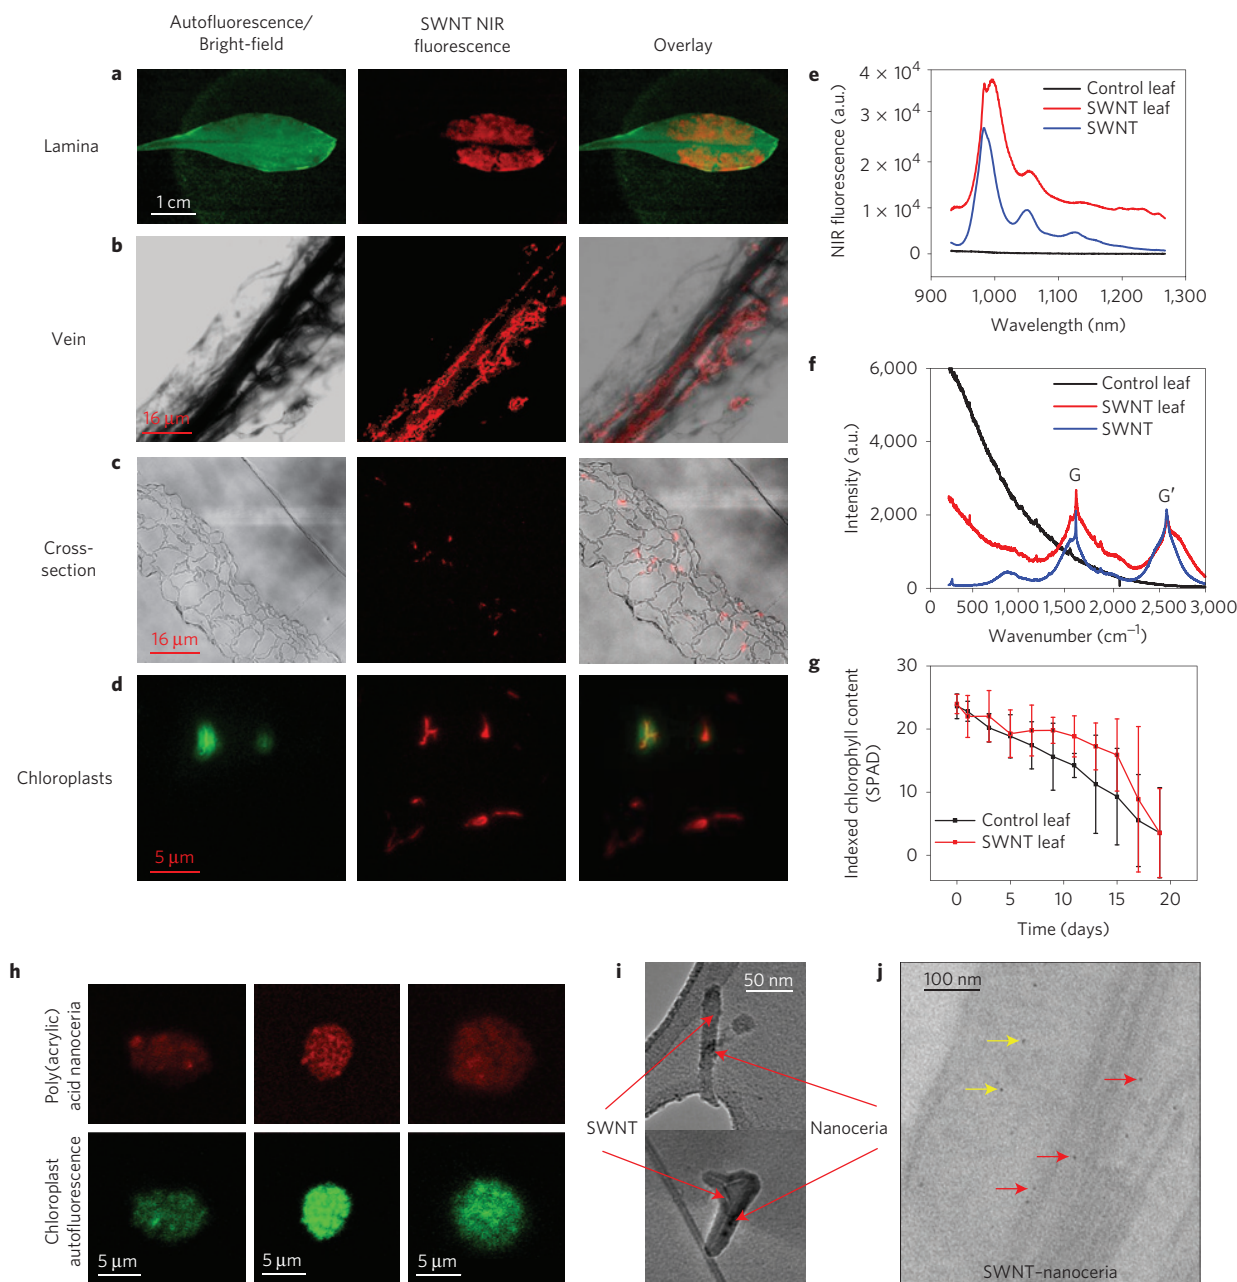 Autofluorescence/
Bright-field
SWNT NIR
fluorescence
Overlay
a
Lamina
1 cm
b
Vein
16 µm
c
Cross-
section
16 µm
d
Chloroplasts
5 µm
e
NIR fluorescence (a.u.)
4 × 10⁴
3 × 10⁴
2 × 10⁴
1 × 10⁴
0
900
1,000
1,100
1,200
1,300
Wavelength (nm)
Control leaf
SWNT leaf
SWNT
f
Intensity (a.u.)
6,000
4,000
2,000
0
0
500
1,000
1,500
2,000
2,500
3,000
Wavenumber (cm⁻¹)
Control leaf
SWNT leaf
SWNT
G
G′
g
Indexed chlorophyll content
(SPAD)
30
20
10
0
0
5
10
15
20
Time (days)
Control leaf
SWNT leaf
h
Poly(acrylic)
acid nanoceria
Chloroplast
autofluorescence
5 µm
5 µm
5 µm
i
50 nm
SWNT
Nanoceria
j
100 nm
SWNT–nanoceria